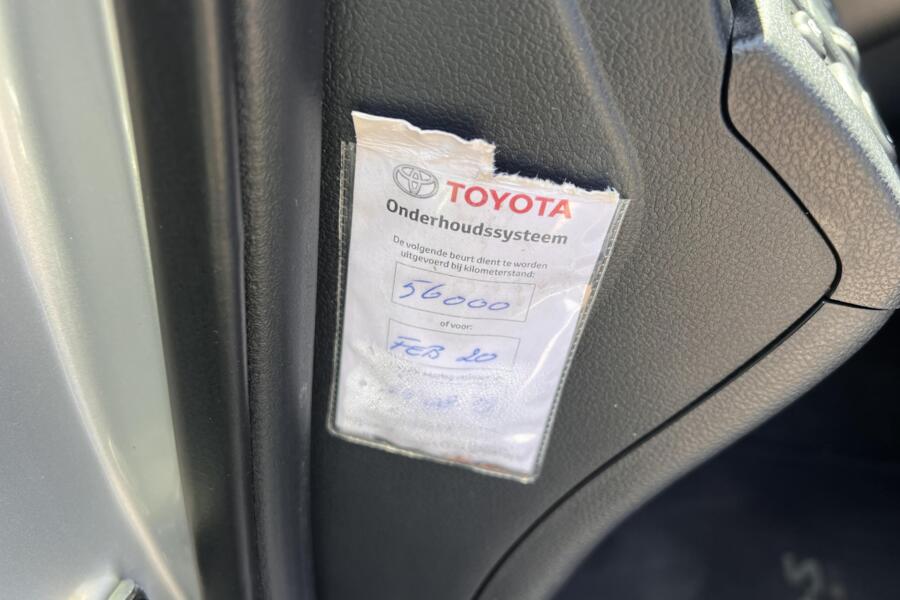 TOYOTA
Onderhoudssysteem
De volgende beurt dient te worden
uitgevoerd bij kilometerstand:
56000
of voor:
FEB 20